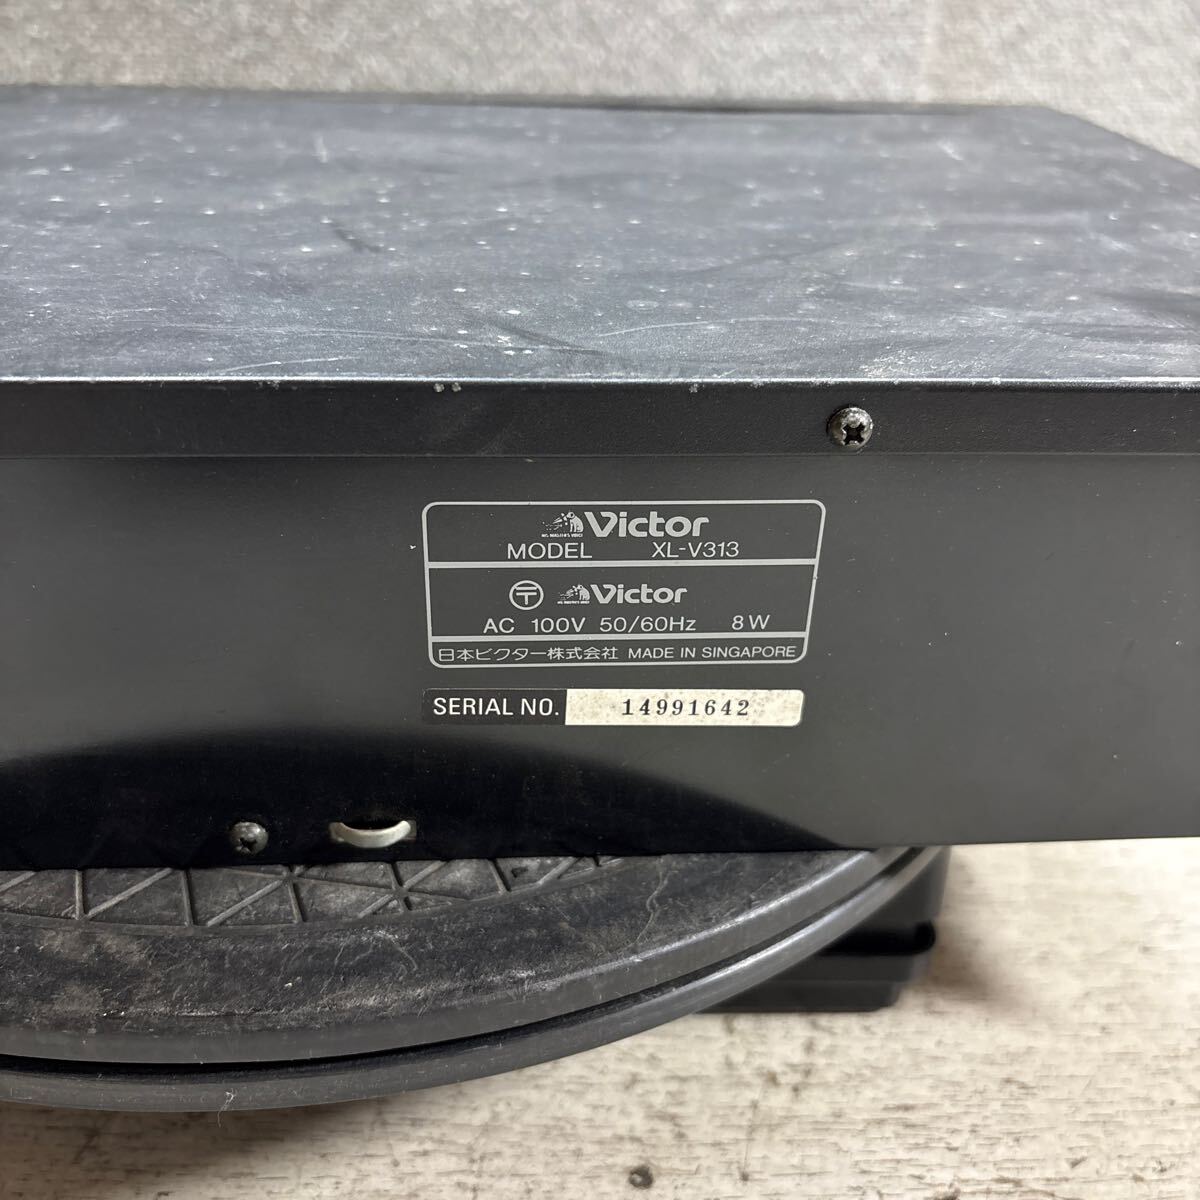 Victor
MODEL XL-V313
〒 Victor
AC 100V 50/60Hz 8W
日本ビクター株式会社 MADE IN SINGAPORE
SERIAL NO. 14991642